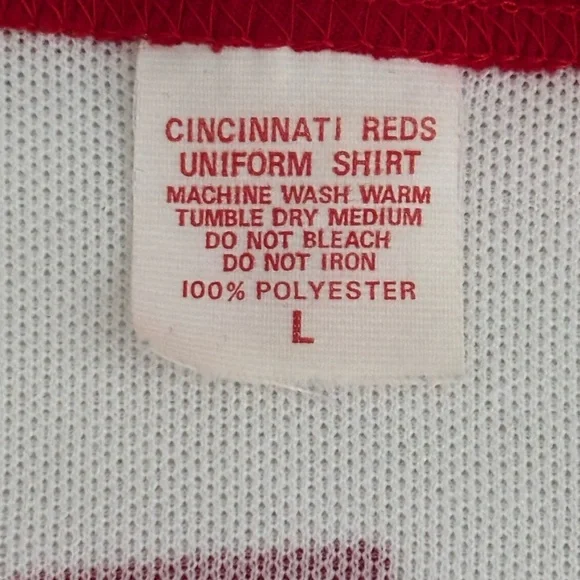 CINCINNATI REDS
UNIFORM SHIRT
MACHINE WASH WARM
TUMBLE DRY MEDIUM
DO NOT BLEACH
DO NOT IRON
100% POLYESTER
L